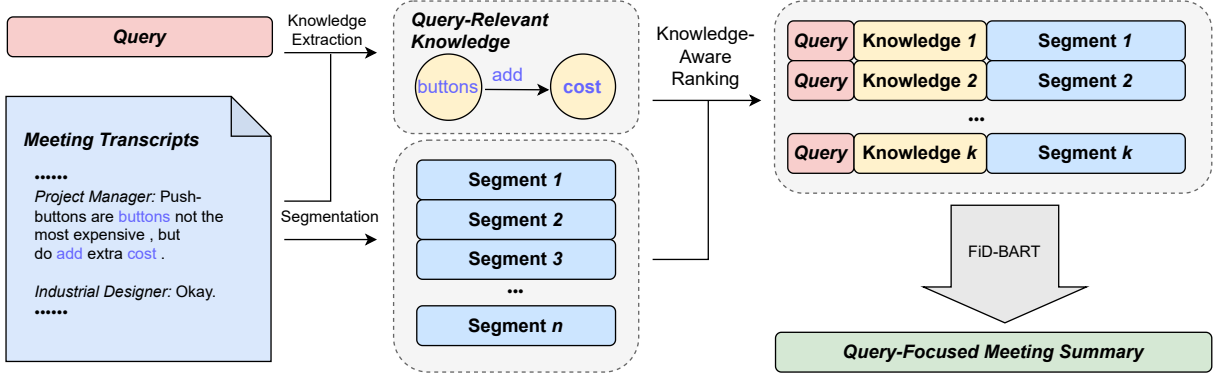 Query
Knowledge
Extraction
Query-Relevant
Knowledge
buttons
add
cost
Knowledge-
Aware
Ranking
Query Knowledge 1 Segment 1
Query Knowledge 2 Segment 2
...
Query Knowledge k Segment k
Meeting Transcripts
......
Project Manager: Push-
buttons are buttons not the
most expensive , but
do add extra cost .
Industrial Designer: Okay.
......
Segmentation
Segment 1
Segment 2
Segment 3
...
Segment n
FiD-BART
Query-Focused Meeting Summary